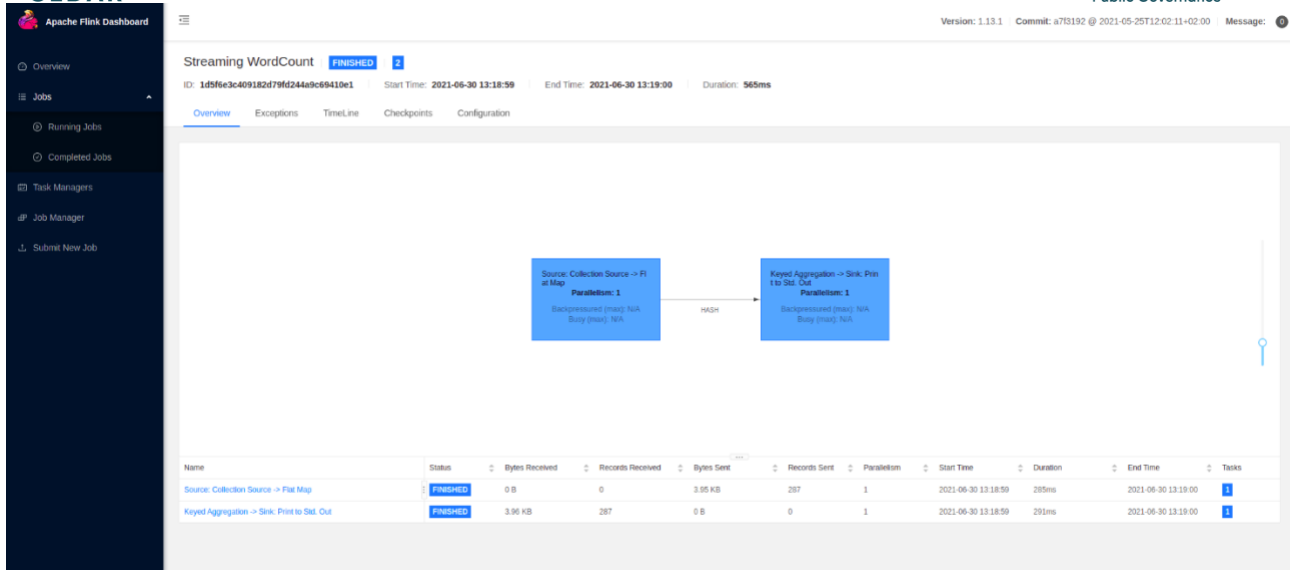 Public Governance
Apache Flink Dashboard
Version: 1.13.1 Commit: a7f3192 @ 2021-05-25T12:02:11+02:00 Message: 0
Overview
Jobs
Running Jobs
Completed Jobs
Task Managers
Job Manager
Submit New Job
Streaming WordCount FINISHED 2
ID: 1d5f6e3c409182d79fd244a9c69410e1 Start Time: 2021-06-30 13:18:59 End Time: 2021-06-30 13:19:00 Duration: 565ms
Overview Exceptions TimeLine Checkpoints Configuration
Source: Collection Source -> Fl
at Map
Parallelism: 1
Backpressured (max): N/A
Busy (max): N/A
HASH
Keyed Aggregation -> Sink: Prin
t to Std. Out
Parallelism: 1
Backpressured (max): N/A
Busy (max): N/A
Name Status Bytes Received Records Received Bytes Sent Records Sent Parallelism Start Time Duration End Time Tasks
Source: Collection Source -> Flat Map FINISHED 0 B 0 3.95 KB 287 1 2021-06-30 13:18:59 285ms 2021-06-30 13:19:00 1
Keyed Aggregation -> Sink: Print to Std. Out FINISHED 3.96 KB 287 0 B 0 1 2021-06-30 13:18:59 291ms 2021-06-30 13:19:00 1